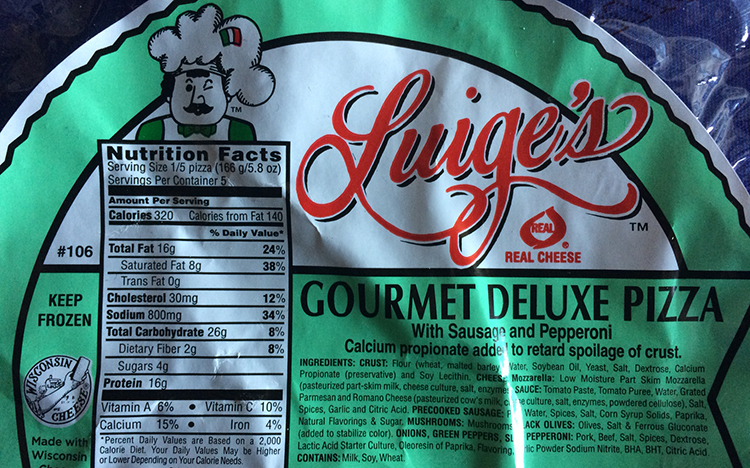 Luige's TM
TM
REAL
REAL CHEESE
#106
KEEP
FROZEN
WISCONSIN
CHEESE
Made with
Wisconsin
Nutrition Facts
Serving Size 1/5 pizza (166 g/5.8 oz)
Servings Per Container 5
Amount Per Serving
Calories 320 Calories from Fat 140
% Daily Value*
Total Fat 16g 24%
Saturated Fat 8g 38%
Trans Fat 0g
Cholesterol 30mg 12%
Sodium 800mg 34%
Total Carbohydrate 26g 8%
Dietary Fiber 2g 8%
Sugars 4g
Protein 16g
Vitamin A 6% • Vitamin C 10%
Calcium 15% • Iron 4%
*Percent Daily Values are Based on a 2,000
Calorie Diet. Your Daily Values May be Higher
or Lower Depending on Your Calorie Needs.
GOURMET DELUXE PIZZA
With Sausage and Pepperoni
Calcium propionate added to retard spoilage of crust.
INGREDIENTS: CRUST: Flour (wheat, malted barley Water, Soybean Oil, Yeast, Salt, Dextrose, Calcium
Propionate (preservative) and Soy Lecithin. CHEESE Mozzarella: Low Moisture Part Skim Mozzarella
(pasteurized part-skim milk, cheese culture, salt, enzymes SAUCE: Tomato Paste, Tomato Puree, Water, Grated
Parmesan and Romano Cheese (pasteurized cow's milk, culture, salt, enzymes, powdered cellulose), Salt,
Spices, Garlic and Citric Acid. PRECOOKED SAUSAGE: Water, Spices, Salt, Corn Syrup Solids, Paprika,
Natural Flavorings & Sugar. MUSHROOMS: Mushrooms OLIVES: Olives, Salt & Ferrous Gluconate
(added to stabilize color). ONIONS, GREEN PEPPERS, PEPPERONI: Pork, Beef, Salt, Spices, Dextrose,
Lactic Acid Starter Culture, Oleoresin of Paprika, Flavoring, Powder Sodium Nitrite, BHA, BHT, Citric Acid.
CONTAINS: Milk, Soy, Wheat.